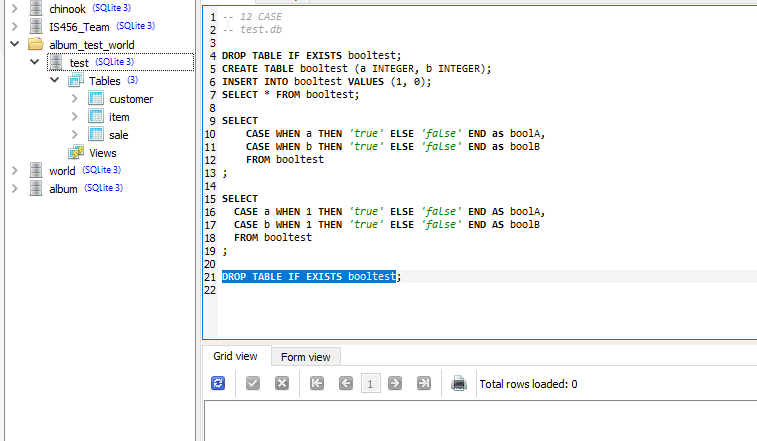 chinook (SQLite 3)
IS456_Team (SQLite 3)
album_test_world
test (SQLite 3)
Tables (3)
customer
item
sale
Views
world (SQLite 3)
album (SQLite 3)
1 -- 12 CASE
2 -- test.db
3
4 DROP TABLE IF EXISTS booltest;
5 CREATE TABLE booltest (a INTEGER, b INTEGER);
6 INSERT INTO booltest VALUES (1, 0);
7 SELECT * FROM booltest;
8
9 SELECT
10     CASE WHEN a THEN 'true' ELSE 'false' END as boolA,
11     CASE WHEN b THEN 'true' ELSE 'false' END as boolB
12     FROM booltest
13 ;
14
15 SELECT
16   CASE a WHEN 1 THEN 'true' ELSE 'false' END AS boolA,
17   CASE b WHEN 1 THEN 'true' ELSE 'false' END AS boolB
18   FROM booltest
19 ;
20
21 DROP TABLE IF EXISTS booltest;
22
Grid view Form view
1 Total rows loaded: 0